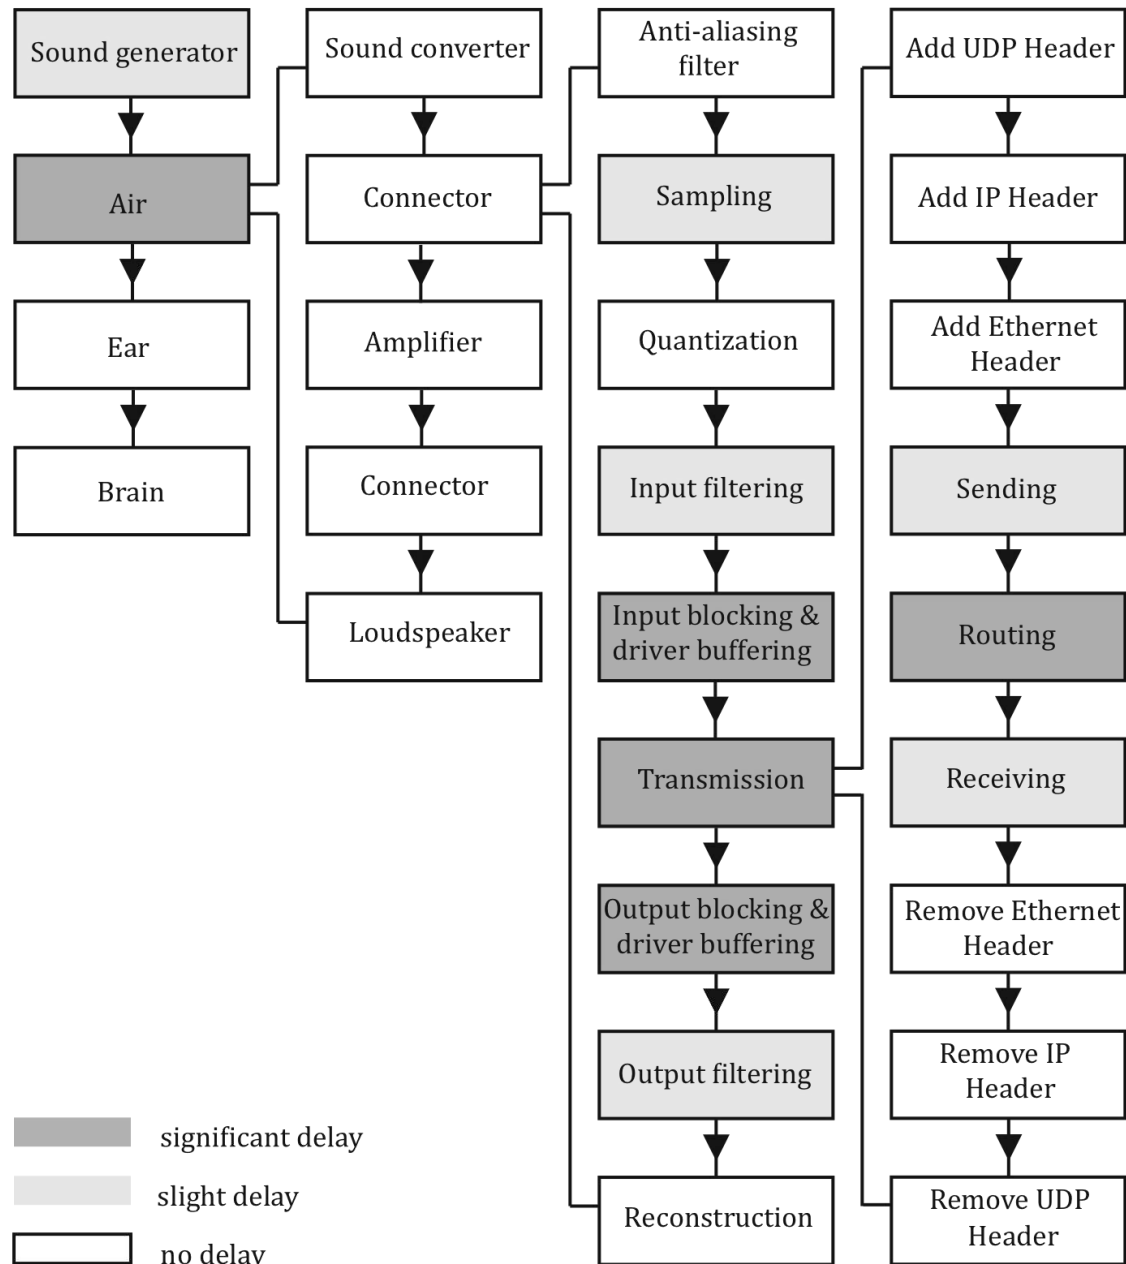 Sound generator
Air
Ear
Brain
Sound converter
Connector
Amplifier
Connector
Loudspeaker
Anti-aliasing
filter
Sampling
Quantization
Input filtering
Input blocking &
driver buffering
Transmission
Output blocking &
driver buffering
Output filtering
Reconstruction
Add UDP Header
Add IP Header
Add Ethernet
Header
Sending
Routing
Receiving
Remove Ethernet
Header
Remove IP
Header
Remove UDP
Header
significant delay
slight delay
no delay